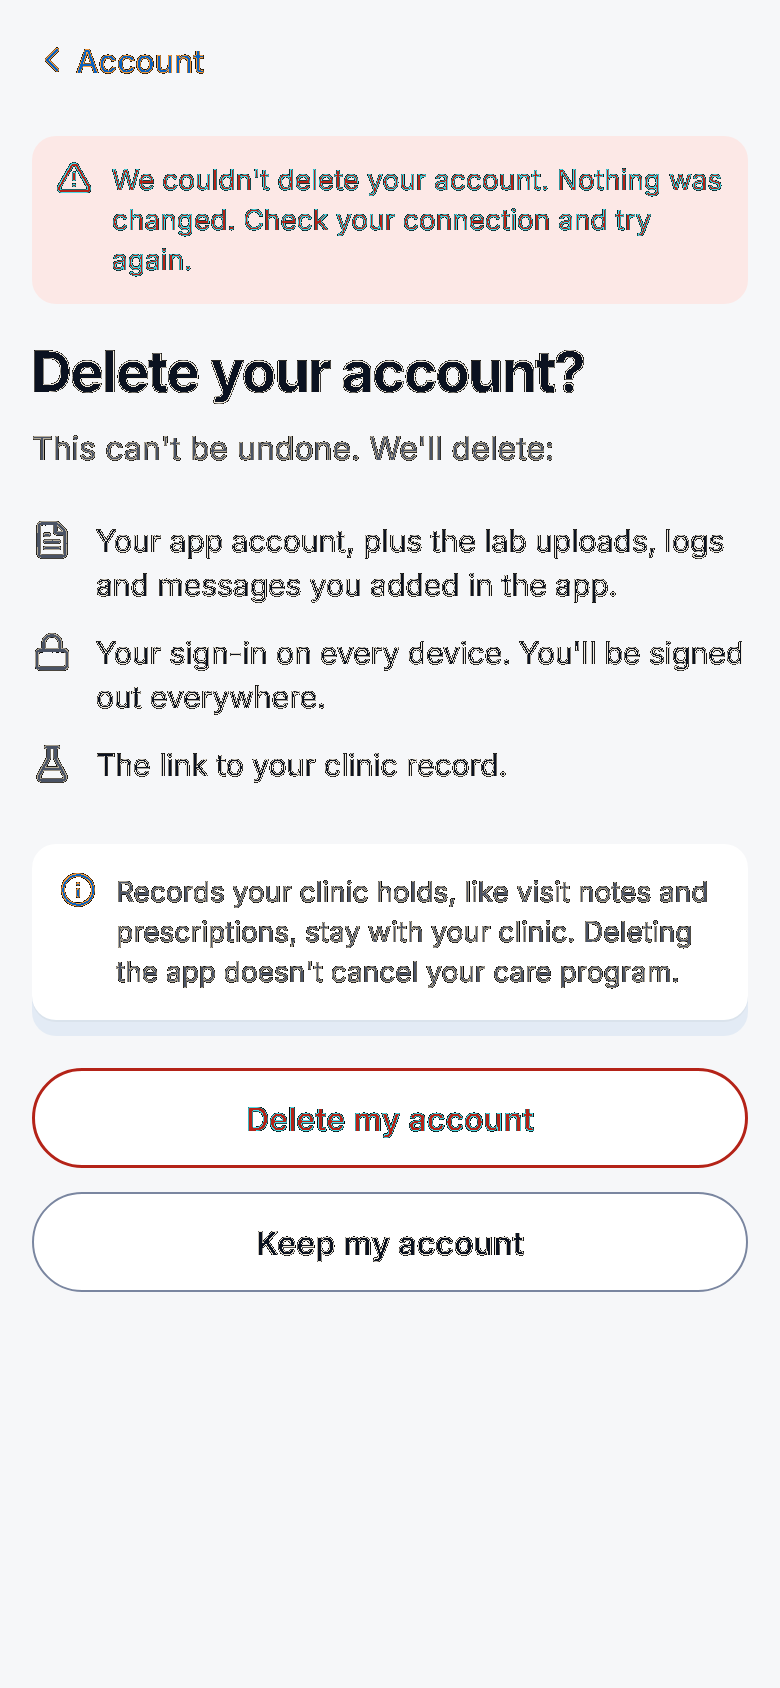 Account
We couldn't delete your account. Nothing was
changed. Check your connection and try
again.
Delete your account?
This can't be undone. We'll delete:
Your app account, plus the lab uploads, logs
and messages you added in the app.
Your sign-in on every device. You'll be signed
out everywhere.
The link to your clinic record.
Records your clinic holds, like visit notes and
prescriptions, stay with your clinic. Deleting
the app doesn't cancel your care program.
Delete my account
Keep my account